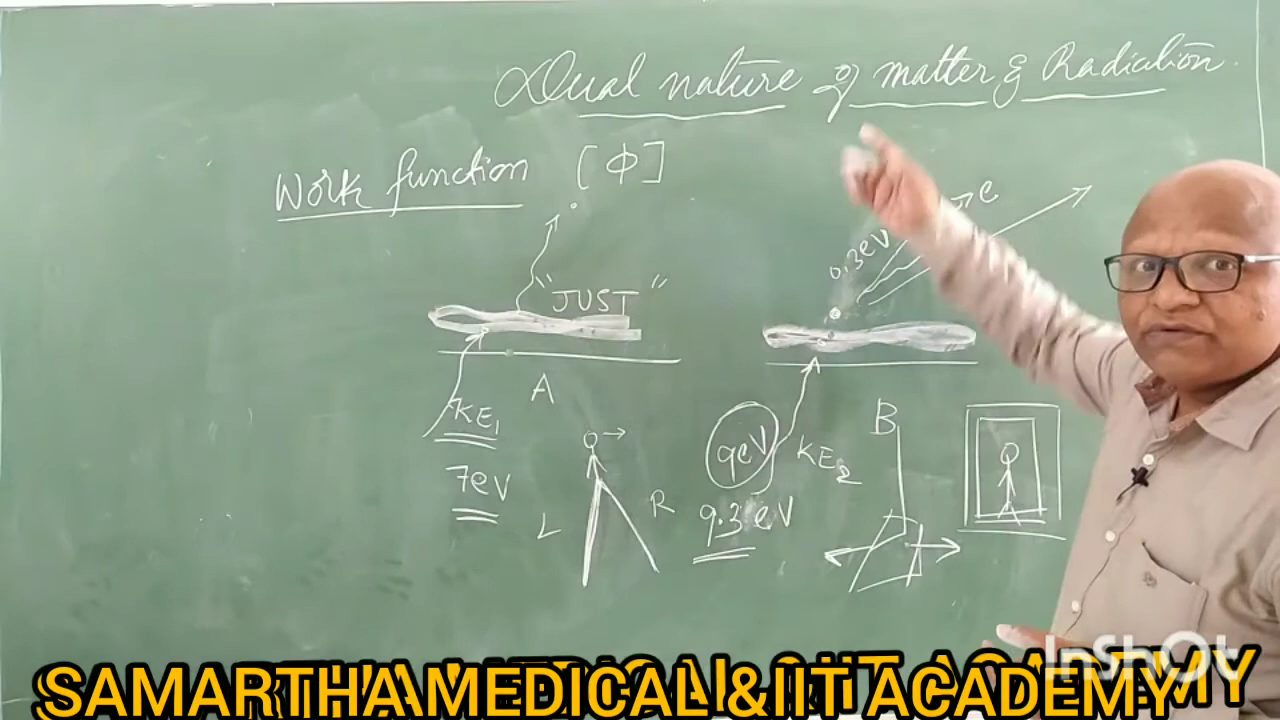 Dual nature of matter & Radiation.
Work function [Φ]
e
0.3eV
"JUST"
A
B
KE1
7eV
L
R
9eV
KE2
9.3eV
InShOt
SAMARTHA MEDICAL & IIT ACADEMY